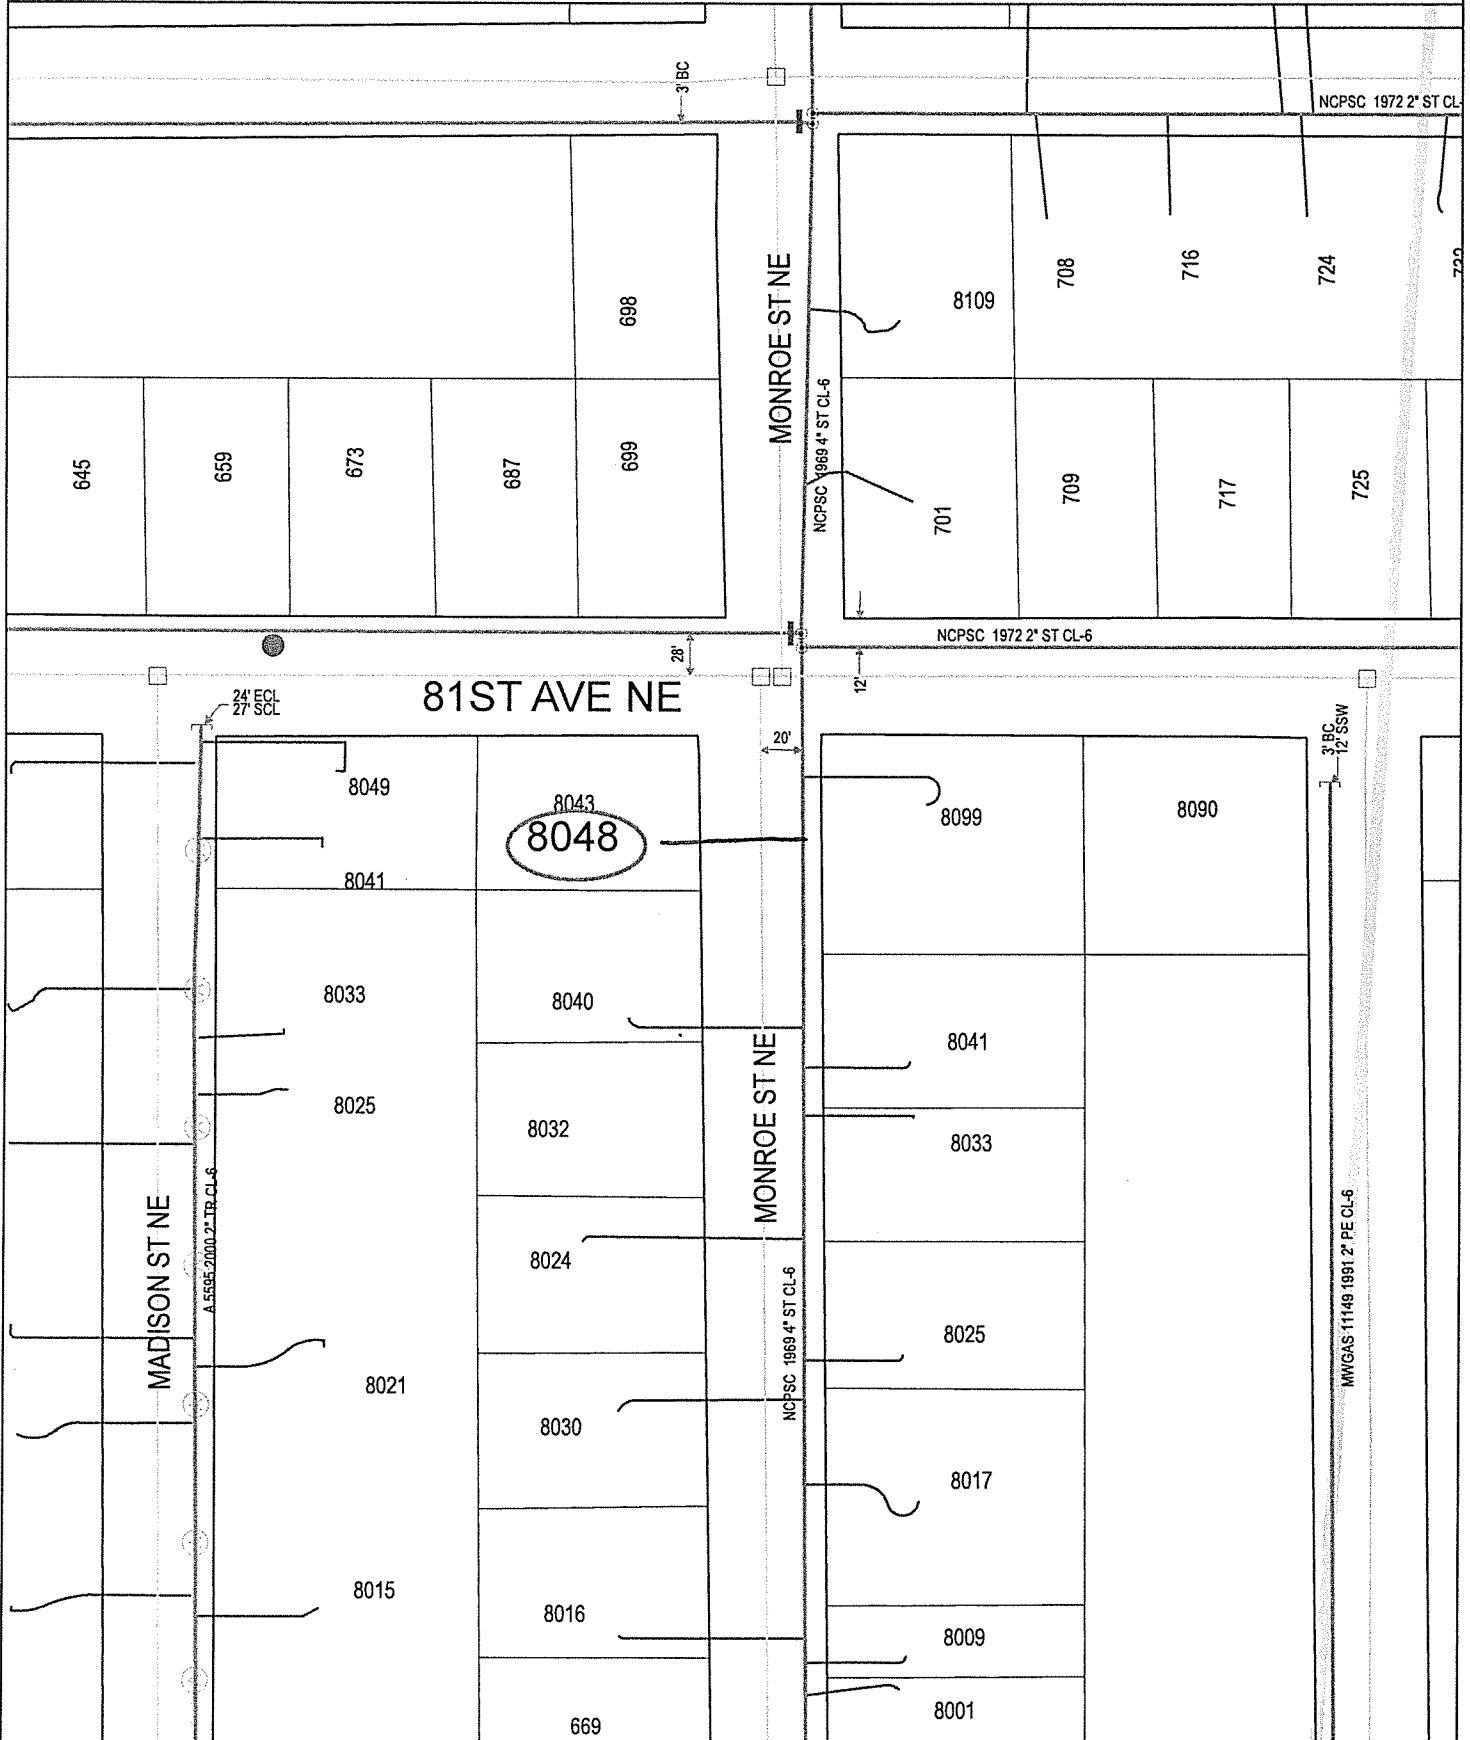 3' BC
NCPSC 1972 2" ST CL-
698
MONROE ST NE
8109
708
716
724
645
659
673
687
699
NCPSC 1969 4" ST CL-6
701
709
717
725
28'
NCPSC 1972 2" ST CL-6
12'
24' ECL
27' SCL
81ST AVE NE
20'
3' BC
12' SSW
8049
8043
8048
8099
8090
8041
8033
8040
MONROE ST NE
8041
8025
8032
8033
MADISON ST NE
A 5595 2000 2" TR CL-6
8024
NCPSC 1969 4" ST CL-6
8025
MWGAS 11149 1991 2" PE CL-6
8021
8030
8017
8015
8016
8009
8001
669